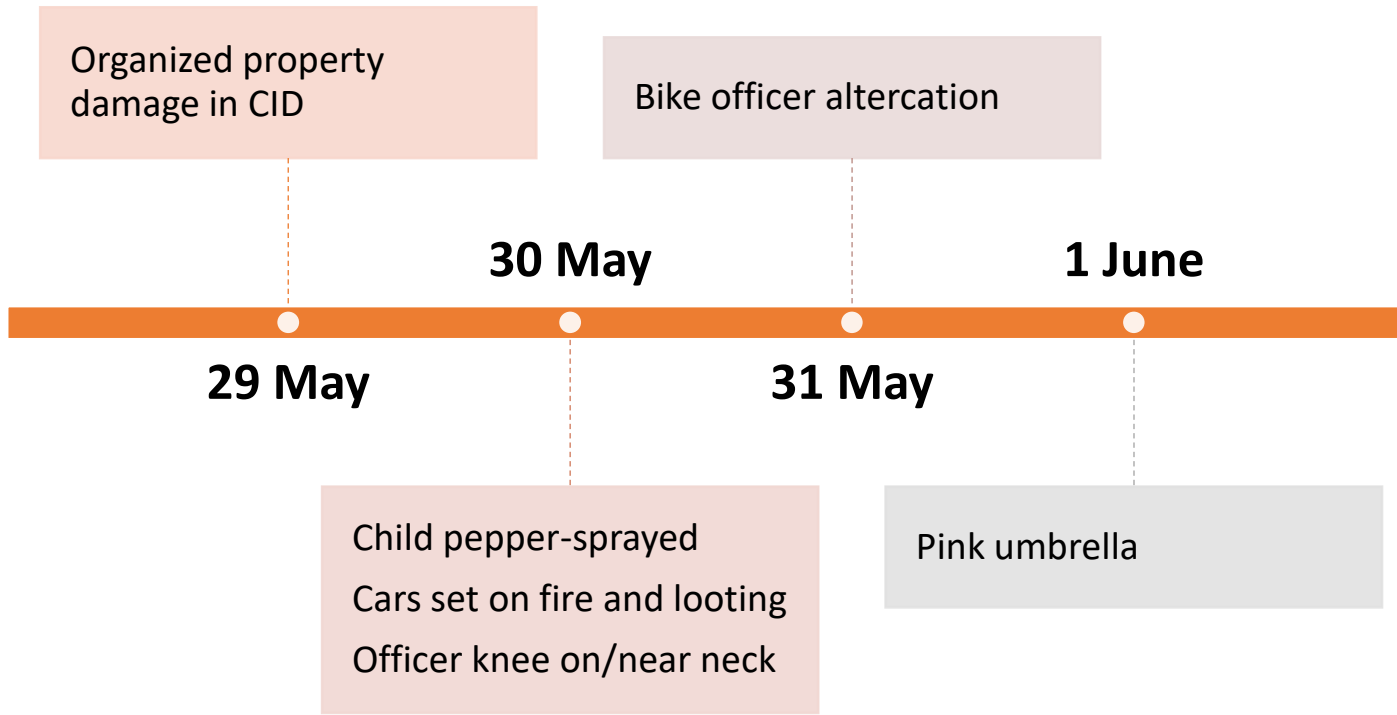 Organized property
damage in CID
Bike officer altercation
30 May
1 June
29 May
31 May
Child pepper-sprayed
Cars set on fire and looting
Officer knee on/near neck
Pink umbrella